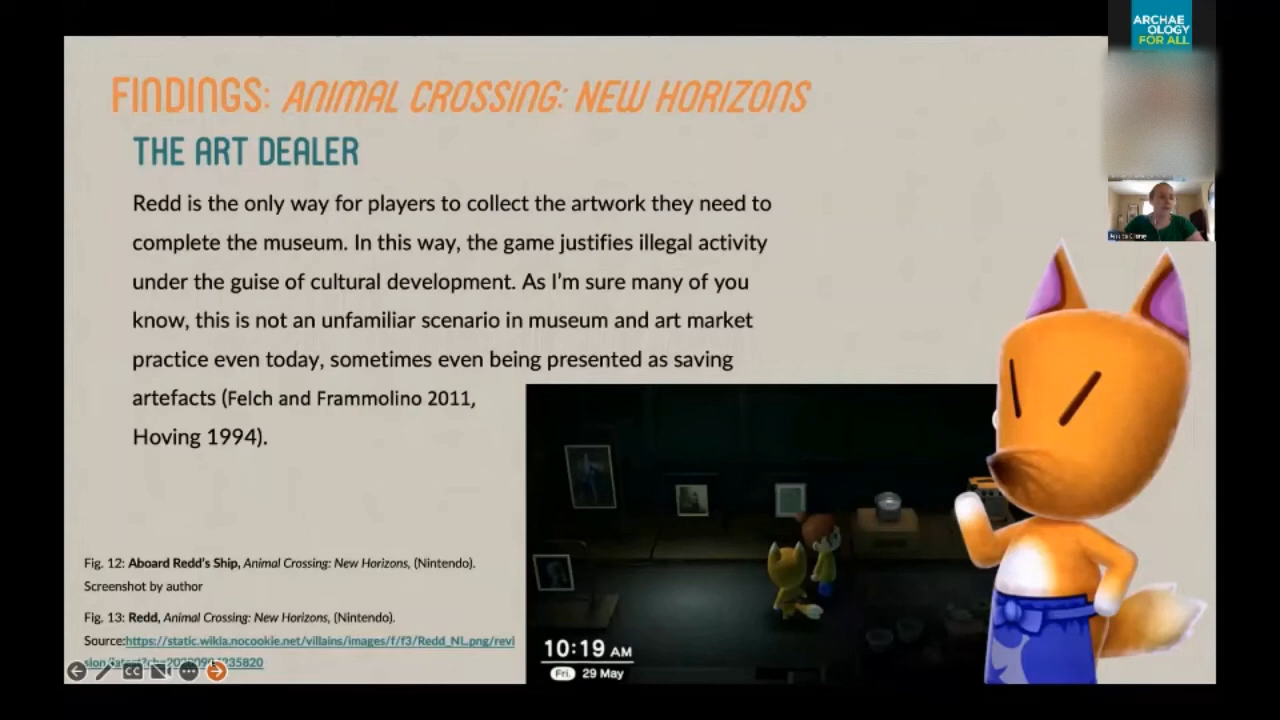 ARCHAE
OLOGY
FOR ALL
FINDINGS: ANIMAL CROSSING: NEW HORIZONS
THE ART DEALER
Redd is the only way for players to collect the artwork they need to
complete the museum. In this way, the game justifies illegal activity
under the guise of cultural development. As I'm sure many of you
know, this is not an unfamiliar scenario in museum and art market
practice even today, sometimes even being presented as saving
artefacts (Felch and Frammolino 2011,
Hoving 1994).
Fig. 12: Aboard Redd's Ship, Animal Crossing: New Horizons, (Nintendo).
Screenshot by author
Fig. 13: Redd, Animal Crossing: New Horizons, (Nintendo).
Source:https://static.wikia.nocookie.net/villains/images/f/f3/Redd_NL.png/revi
CC
10:19 AM
Fri. 29 May